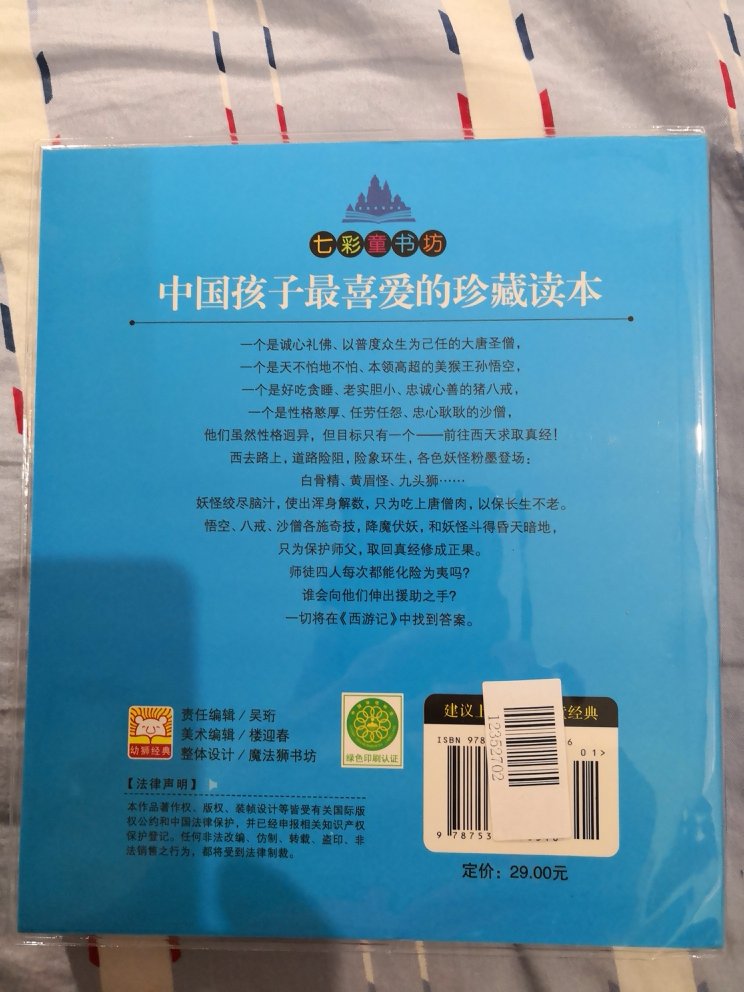 七彩童书坊
中国孩子最喜爱的珍藏读本
一个是诚心礼佛、以普度众生为己任的大唐圣僧，
一个是天不怕地不怕、本领高超的美猴王孙悟空，
一个是好吃贪睡、老实胆小、忠诚心善的猪八戒，
一个是性格憨厚、任劳任怨、忠心耿耿的沙僧，
他们虽然性格迥异，但目标只有一个——前往西天求取真经！
西去路上，道路险阻，险象环生，各色妖怪粉墨登场：
白骨精、黄眉怪、九头狮……
妖怪绞尽脑汁，使出浑身解数，只为吃上唐僧肉，以保长生不老。
悟空、八戒、沙僧各施奇技，降魔伏妖，和妖怪斗得昏天暗地，
只为保护师父，取回真经修成正果。
师徒四人每次都能化险为夷吗？
谁会向他们伸出援助之手？
一切将在《西游记》中找到答案。
幼狮经典
责任编辑／吴珩
美术编辑／楼迎春
整体设计／魔法狮书坊
绿色印刷认证
【法律声明】
本作品著作权、版权、装帧设计等皆受有关国际版
权公约和中国法律保护，并已经申报相关知识产权
保护登记。任何非法改编、仿制、转载、盗印、非
法销售之行为，都将受到法律制裁。
建议上 经典
ISBN 978 6
01>
12352702
9 78753
定价：29.00元